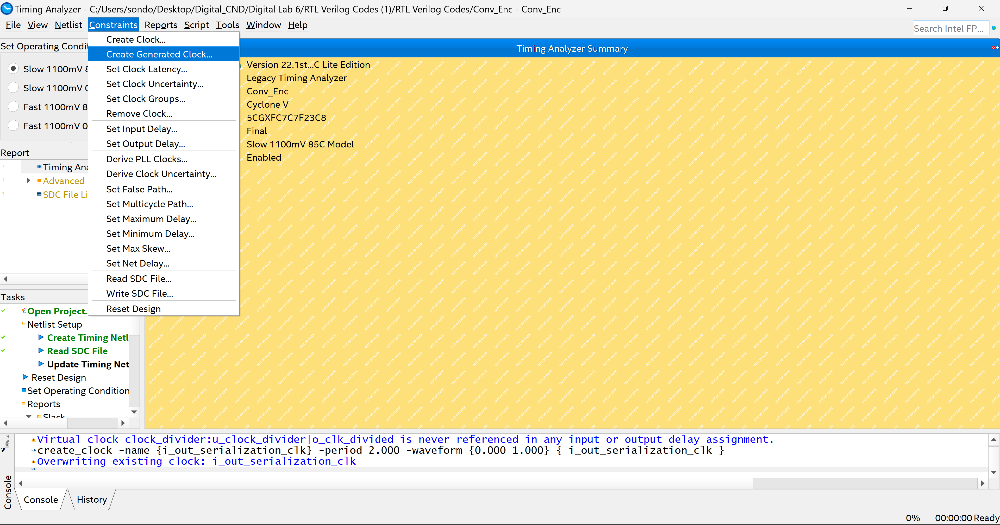 Timing Analyzer - C:/Users/sondo/Desktop/Digital_CND/Digital Lab 6/RTL Verilog Codes (1)/RTL Verilog Codes/Conv_Enc - Conv_Enc
File View Netlist Constraints Reports Script Tools Window Help
Search Intel FP...
Set Operating Condit
Slow 1100mV 8
Slow 1100mV 0
Fast 1100mV 8
Fast 1100mV 0
Report
Timing Ana
Advanced
SDC File Li
Create Clock...
Create Generated Clock...
Set Clock Latency...
Set Clock Uncertainty...
Set Clock Groups...
Remove Clock...
Set Input Delay...
Set Output Delay...
Derive PLL Clocks...
Derive Clock Uncertainty...
Set False Path...
Set Multicycle Path...
Set Maximum Delay...
Set Minimum Delay...
Set Max Skew...
Set Net Delay...
Read SDC File...
Write SDC File...
Reset Design
Timing Analyzer Summary
Version 22.1st...C Lite Edition
Legacy Timing Analyzer
Conv_Enc
Cyclone V
5CGXFC7C7F23C8
Final
Slow 1100mV 85C Model
Enabled
OUT OF DATE
Tasks
Open Project...
Netlist Setup
Create Timing Netl
Read SDC File
Update Timing Net
Reset Design
Set Operating Condition
Reports
Slack
Virtual clock clock_divider:u_clock_divider|o_clk_divided is never referenced in any input or output delay assignment.
tcl> create_clock -name {i_out_serialization_clk} -period 2.000 -waveform {0.000 1.000} { i_out_serialization_clk }
Overwriting existing clock: i_out_serialization_clk
tcl>
Console
Console History
0% 00:00:00 Ready